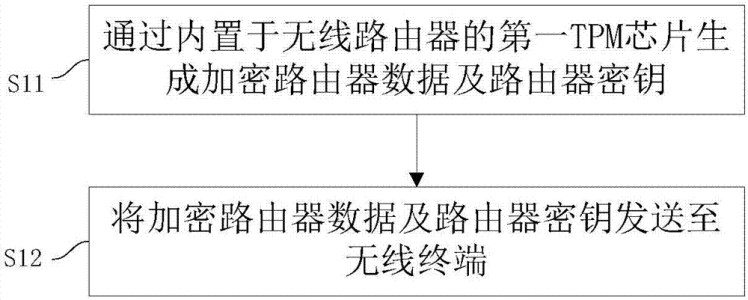 S11
通过内置于无线路由器的第一TPM芯片生
成加密路由器数据及路由器密钥
S12
将加密路由器数据及路由器密钥发送至
无线终端